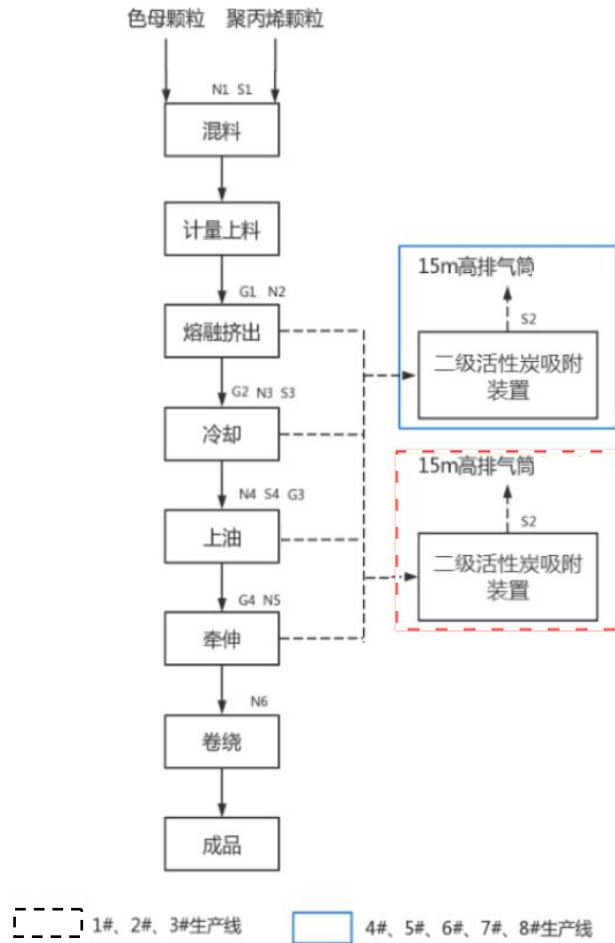 色母颗粒 聚丙烯颗粒
N1 S1
混料
计量上料
G1 N2
熔融挤出
G2 N3 S3
冷却
N4 S4 G3
上油
G4 N5
牵伸
N6
卷绕
成品
15m高排气筒
S2
二级活性炭吸附
装置
15m高排气筒
S2
二级活性炭吸附
装置
1#、2#、3#生产线
4#、5#、6#、7#、8#生产线